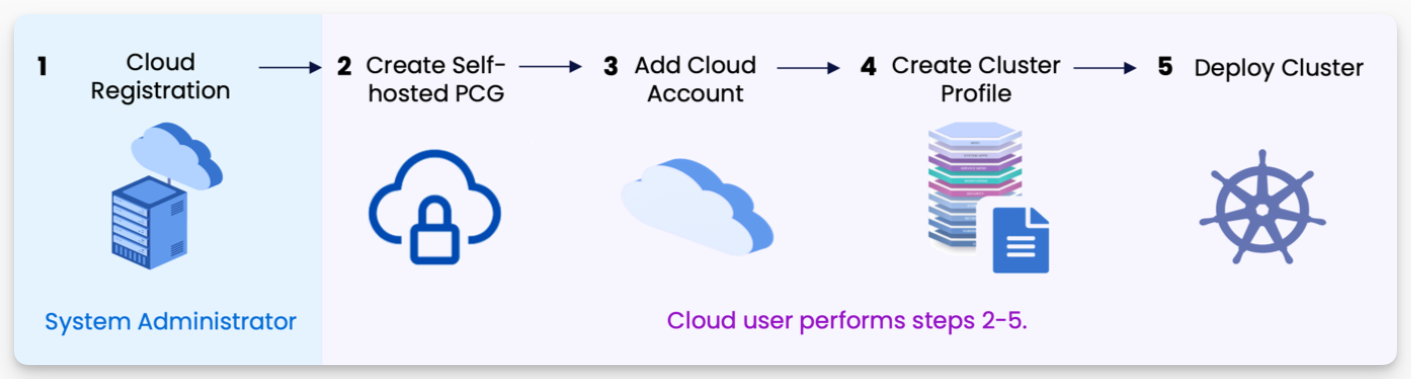 1 Cloud
Registration
2 Create Self-
hosted PCG
3 Add Cloud
Account
4 Create Cluster
Profile
5 Deploy Cluster
System Administrator
Cloud user performs steps 2-5.